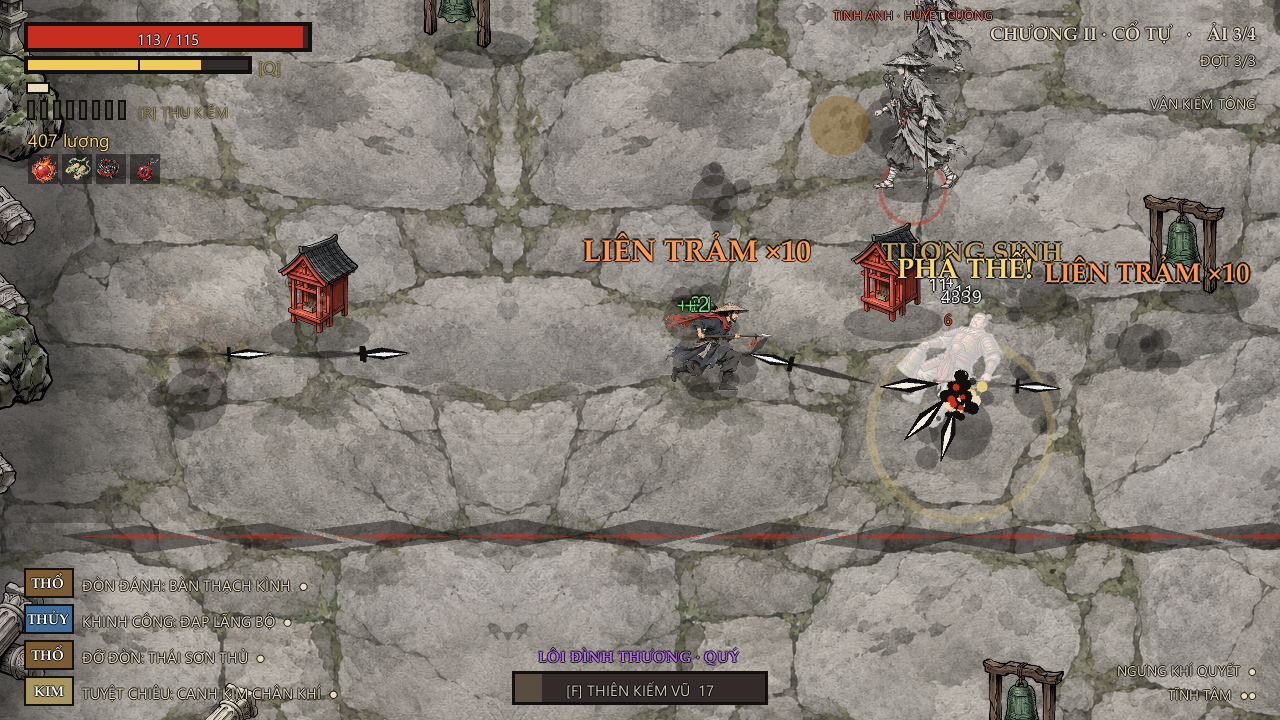 113 / 115
[Q]
[R] THU KIẾM
407 lượng
TINH ANH · HUYẾT CUỒNG
CHƯƠNG II · CỔ TỰ · ẢI 3/4
ĐỢT 3/3
VẠN KIẾM TÔNG
LIÊN TRẢM ×10
TƯƠNG SINH
PHÁ THẾ!
LIÊN TRẢM ×10
6
THỔ ĐÒN ĐÁNH: BÀN THẠCH KÌNH
THỦY KHINH CÔNG: ĐẠP LÃNG BỘ
THỔ ĐỠ ĐÒN: THÁI SƠN THỦ
KIM TUYỆT CHIÊU: CANH KIM CHÂN KHÍ
LÔI ĐÌNH THƯƠNG · QUÝ
[F] THIÊN KIẾM VŨ 17
NGƯNG KHÍ QUYẾT
TĨNH TÂM